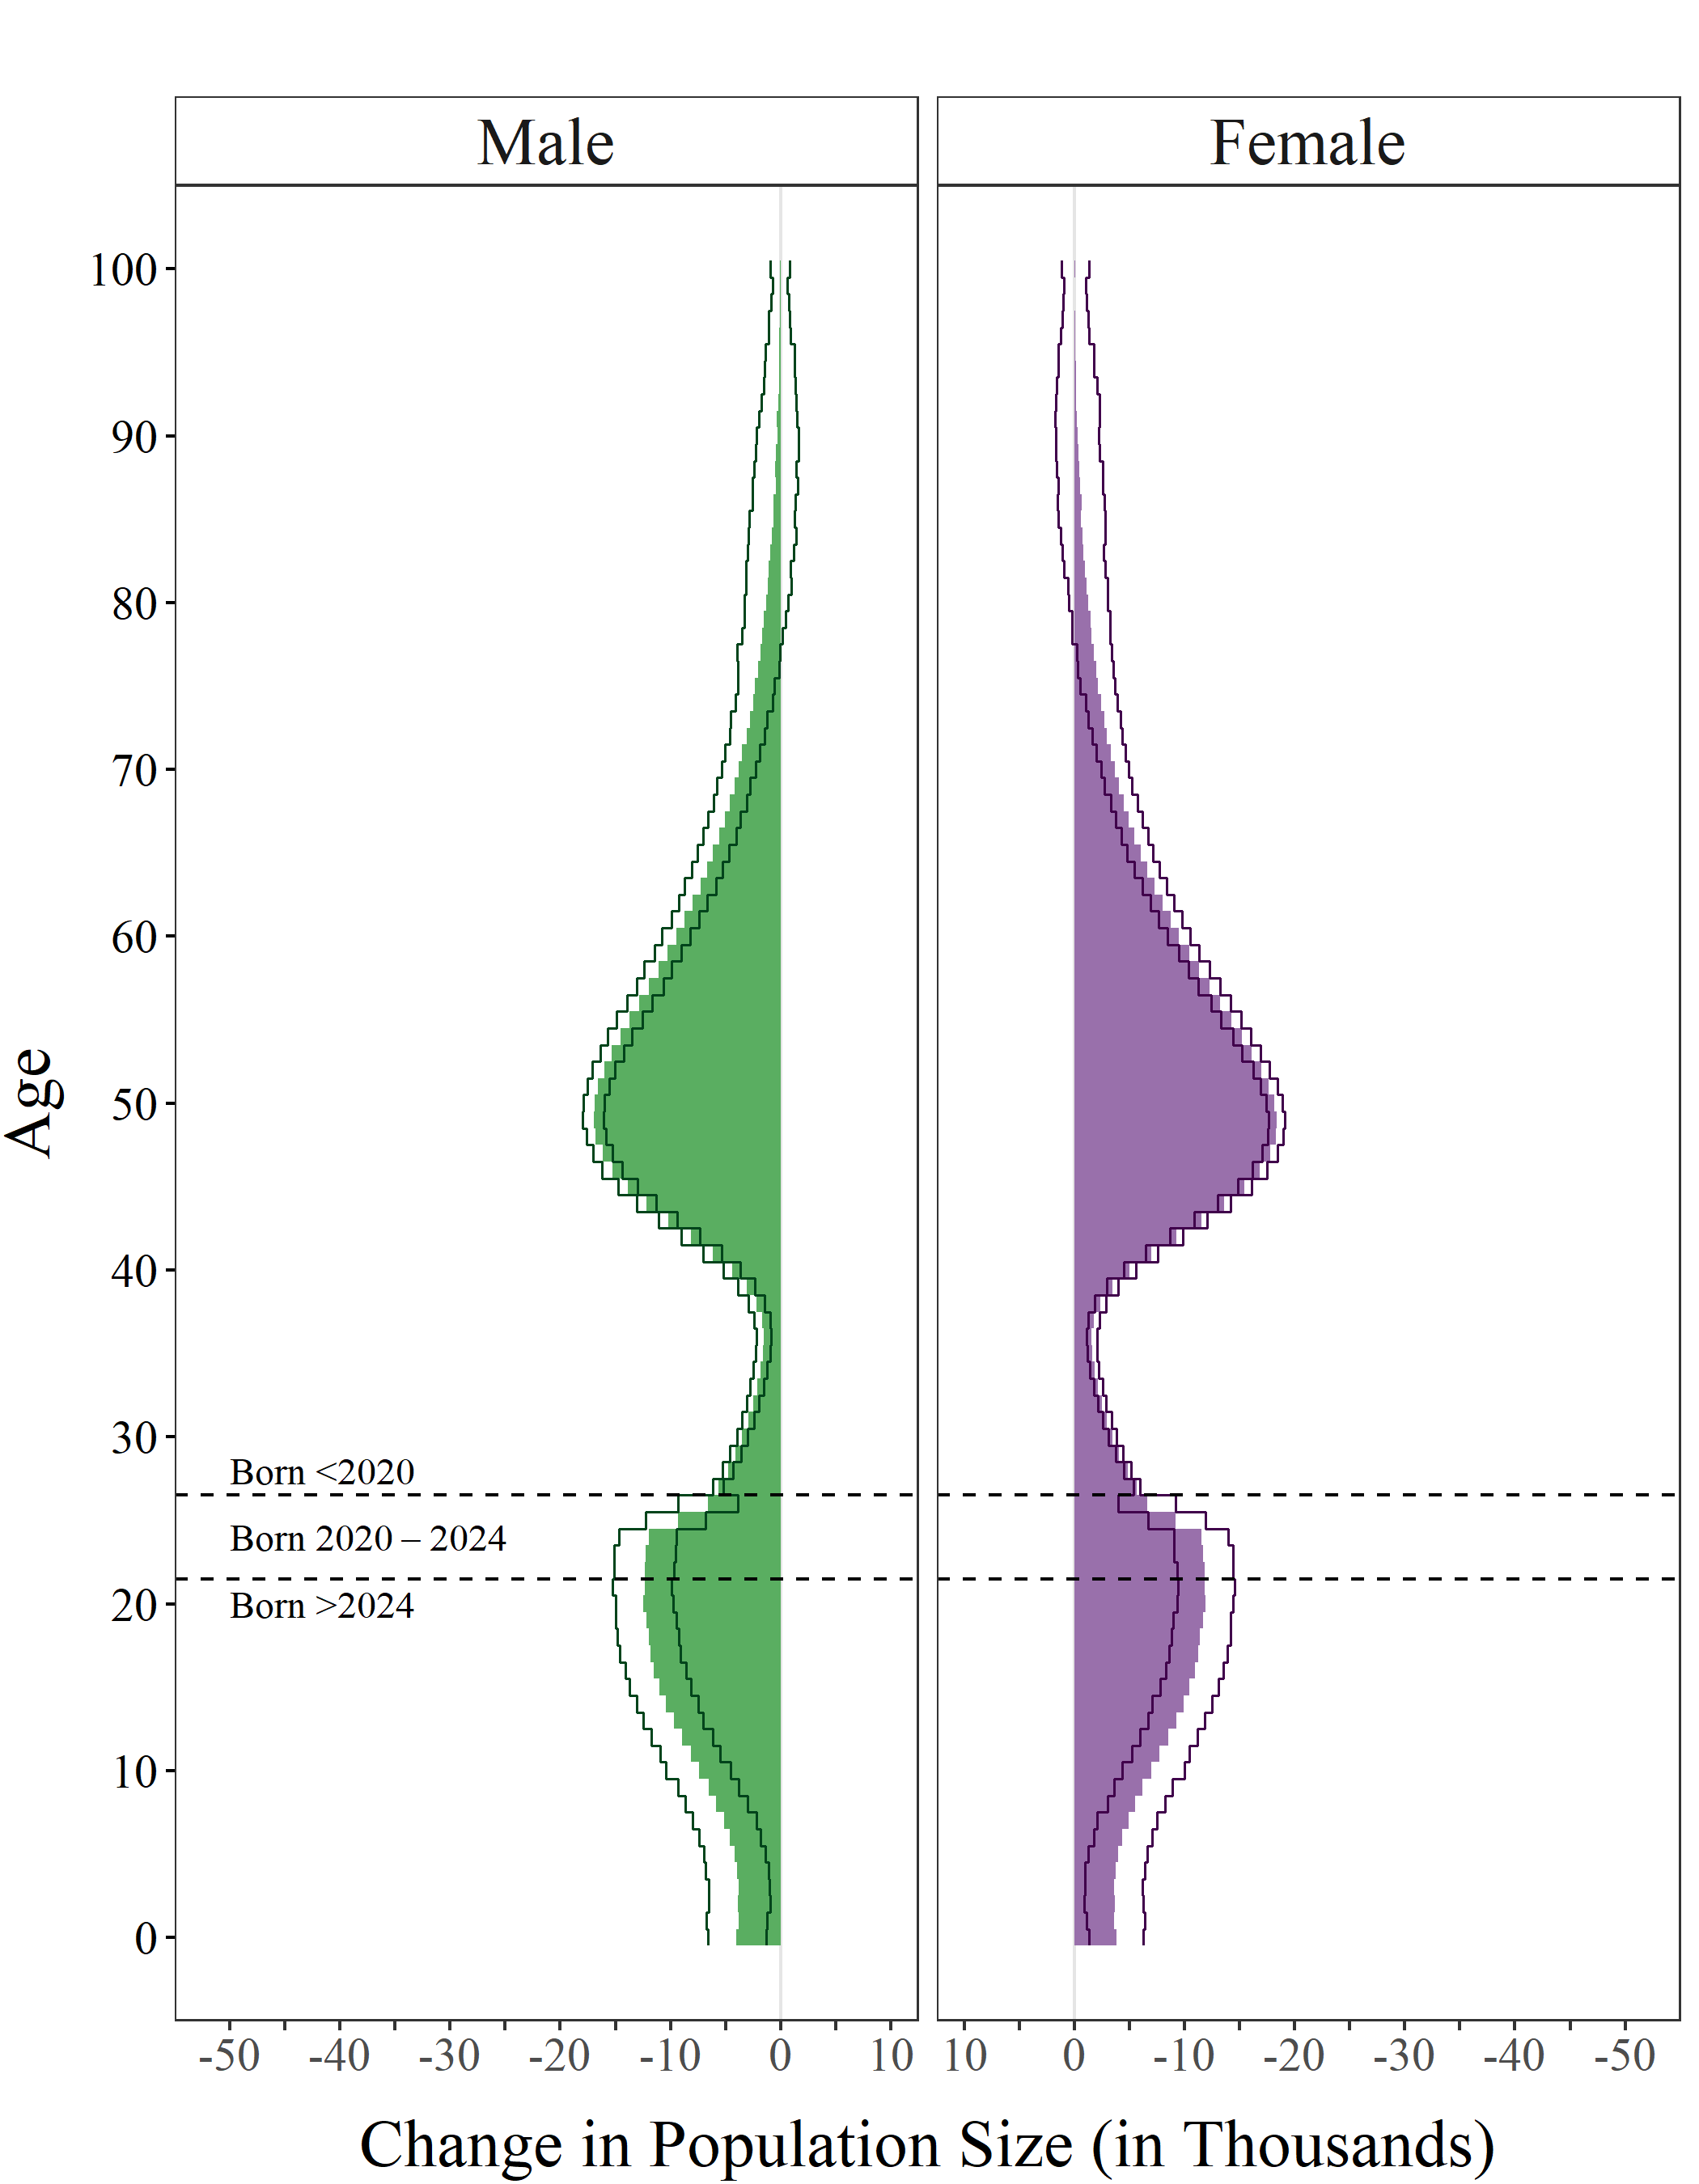 Male
Female
100
90
80
70
60
50
40
30
20
10
0
Age
Born <2020
Born 2020 – 2024
Born >2024
-50 -40 -30 -20 -10 0 10
10 0 -10 -20 -30 -40 -50
Change in Population Size (in Thousands)